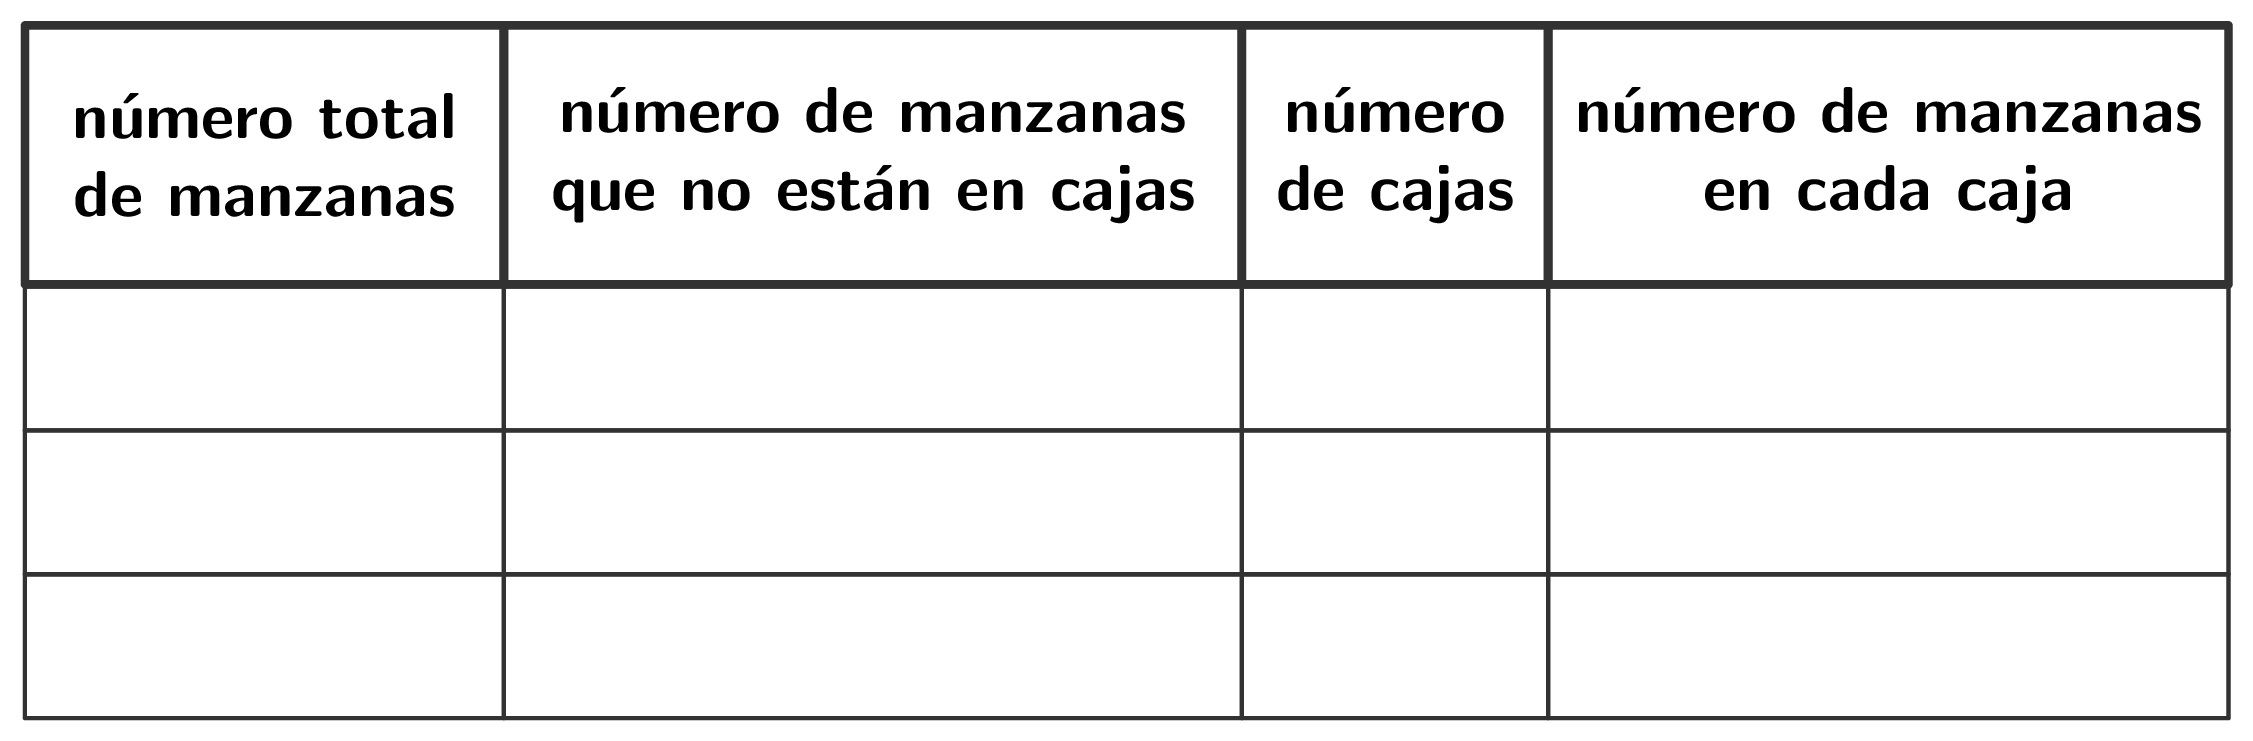 número total
de manzanas
número de manzanas
que no están en cajas
número
de cajas
número de manzanas
en cada caja